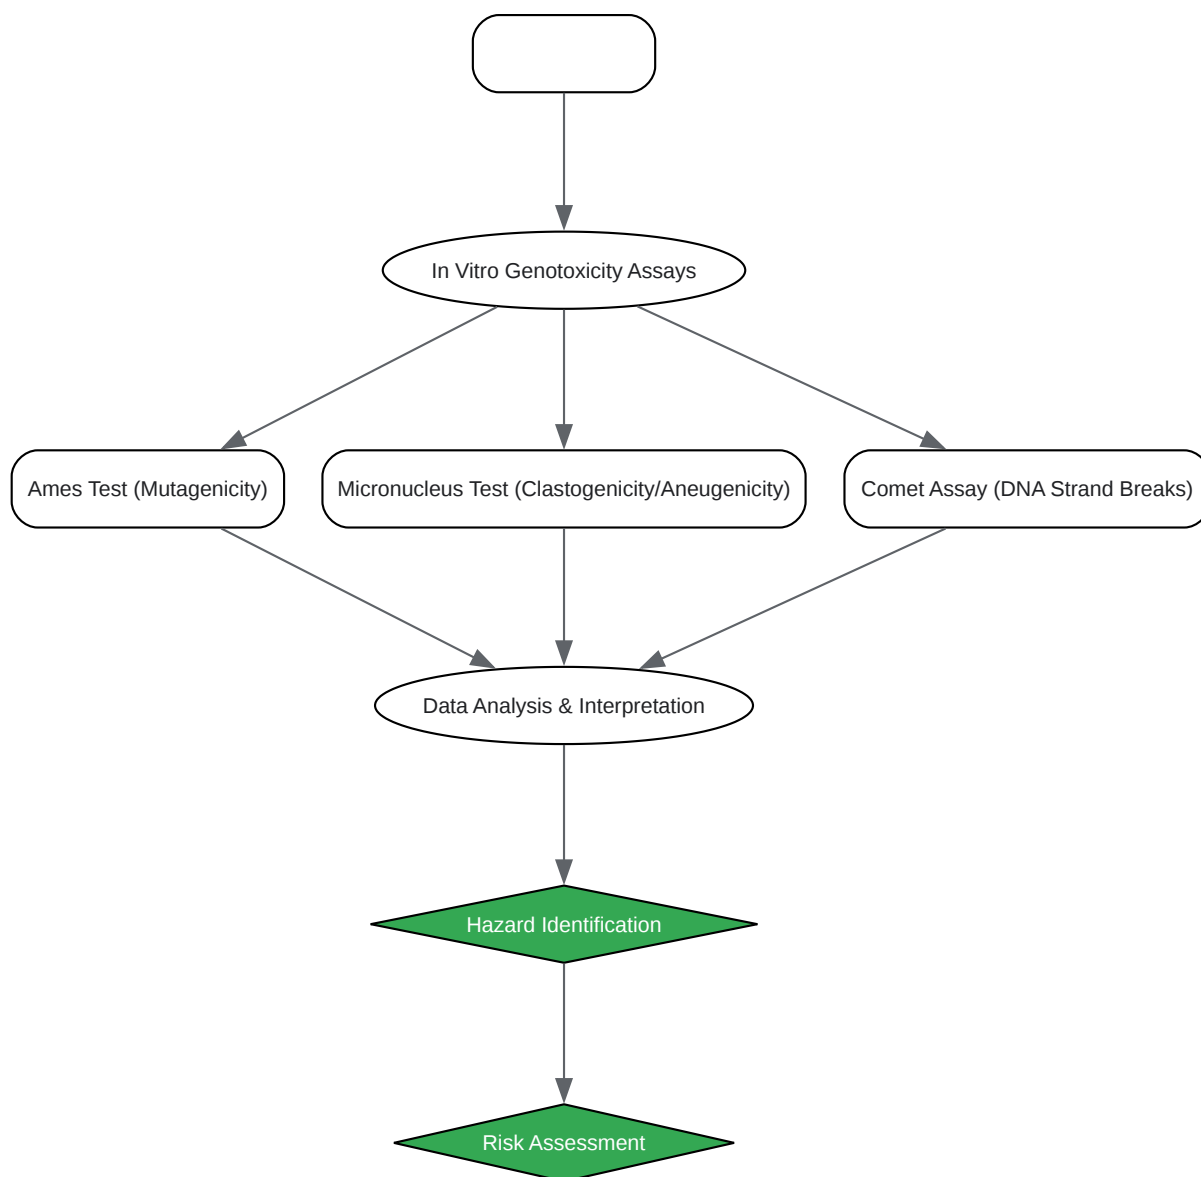 In Vitro Genotoxicity Assays
Ames Test (Mutagenicity)
Micronucleus Test (Clastogenicity/Aneugenicity)
Comet Assay (DNA Strand Breaks)
Data Analysis & Interpretation
Hazard Identification
Risk Assessment